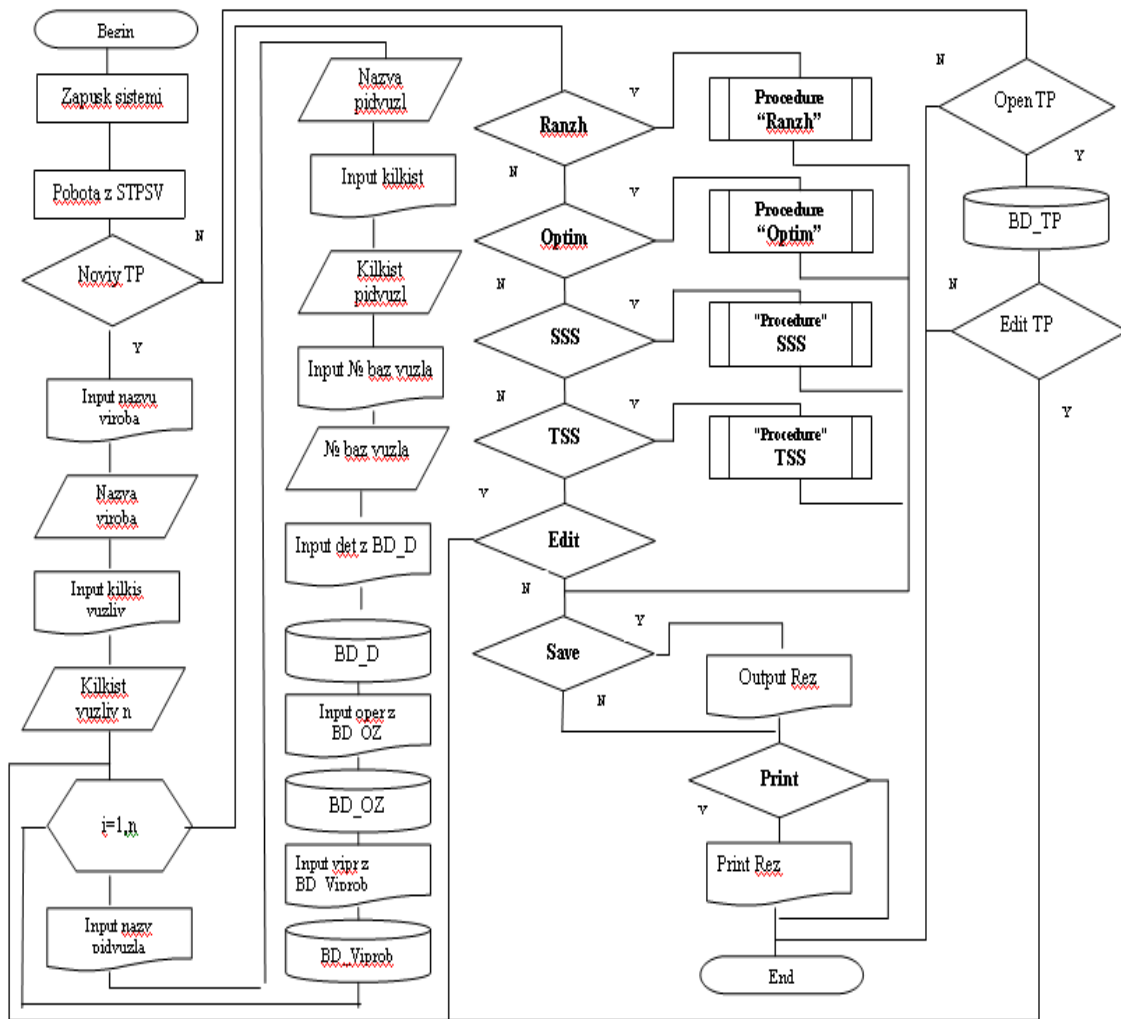 Begin
Zapusk sistemi
Pobota z STPSV
N
Noviy TP
Y
Input nazvu
viroba
Nazva
viroba
Input kilkis
vuzliv
Kilkist
vuzliv n
i=1,n
Input nazv
pidvuzla
Nazva
pidvuzl
Input kilkist
Kilkist
pidvuzl
Input № baz vuzla
№ baz vuzla
Input det z BD_D
BD_D
Input oper z
BD_OZ
BD_OZ
Input vipr z
BD_Viprob
BD_Viprob
Ranzh
Y
N
Procedure
“Ranzh”
Optim
Y
N
Procedure
“Optim”
SSS
Y
N
"Procedure"
SSS
TSS
Y
Y
"Procedure"
TSS
Edit
N
Save
Y
N
Output Rez
Print
Y
Print Rez
End
N
Open TP
Y
BD_TP
N
Edit TP
Y